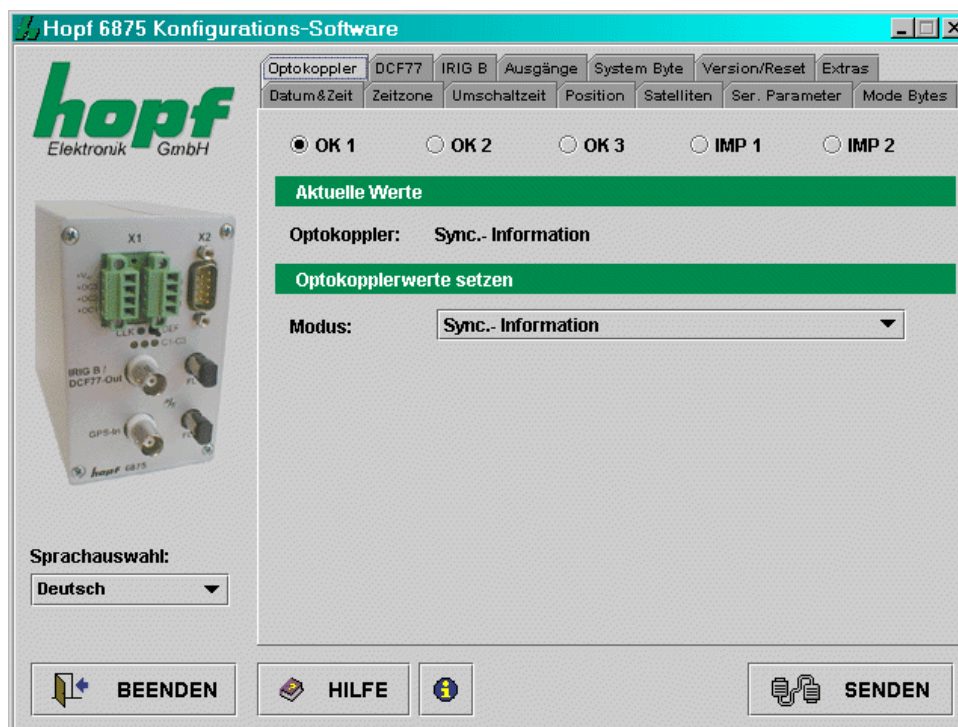 Hopf 6875 Konfigurations-Software
hopf
Elektronik GmbH
Optokoppler DCF77 IRIG B Ausgänge System Byte Version/Reset Extras
Datum&Zeit Zeitzone Umschaltzeit Position Satelliten Ser. Parameter Mode Bytes
OK 1 OK 2 OK 3 IMP 1 IMP 2
Aktuelle Werte
Optokoppler: Sync.- Information
Optokopplerwerte setzen
Modus: Sync.- Information
X1 X2
C1-C3
IRIG B /
DCF77-Out
GPS-In
hopf 6875
Sprachauswahl:
Deutsch
BEENDEN HILFE SENDEN